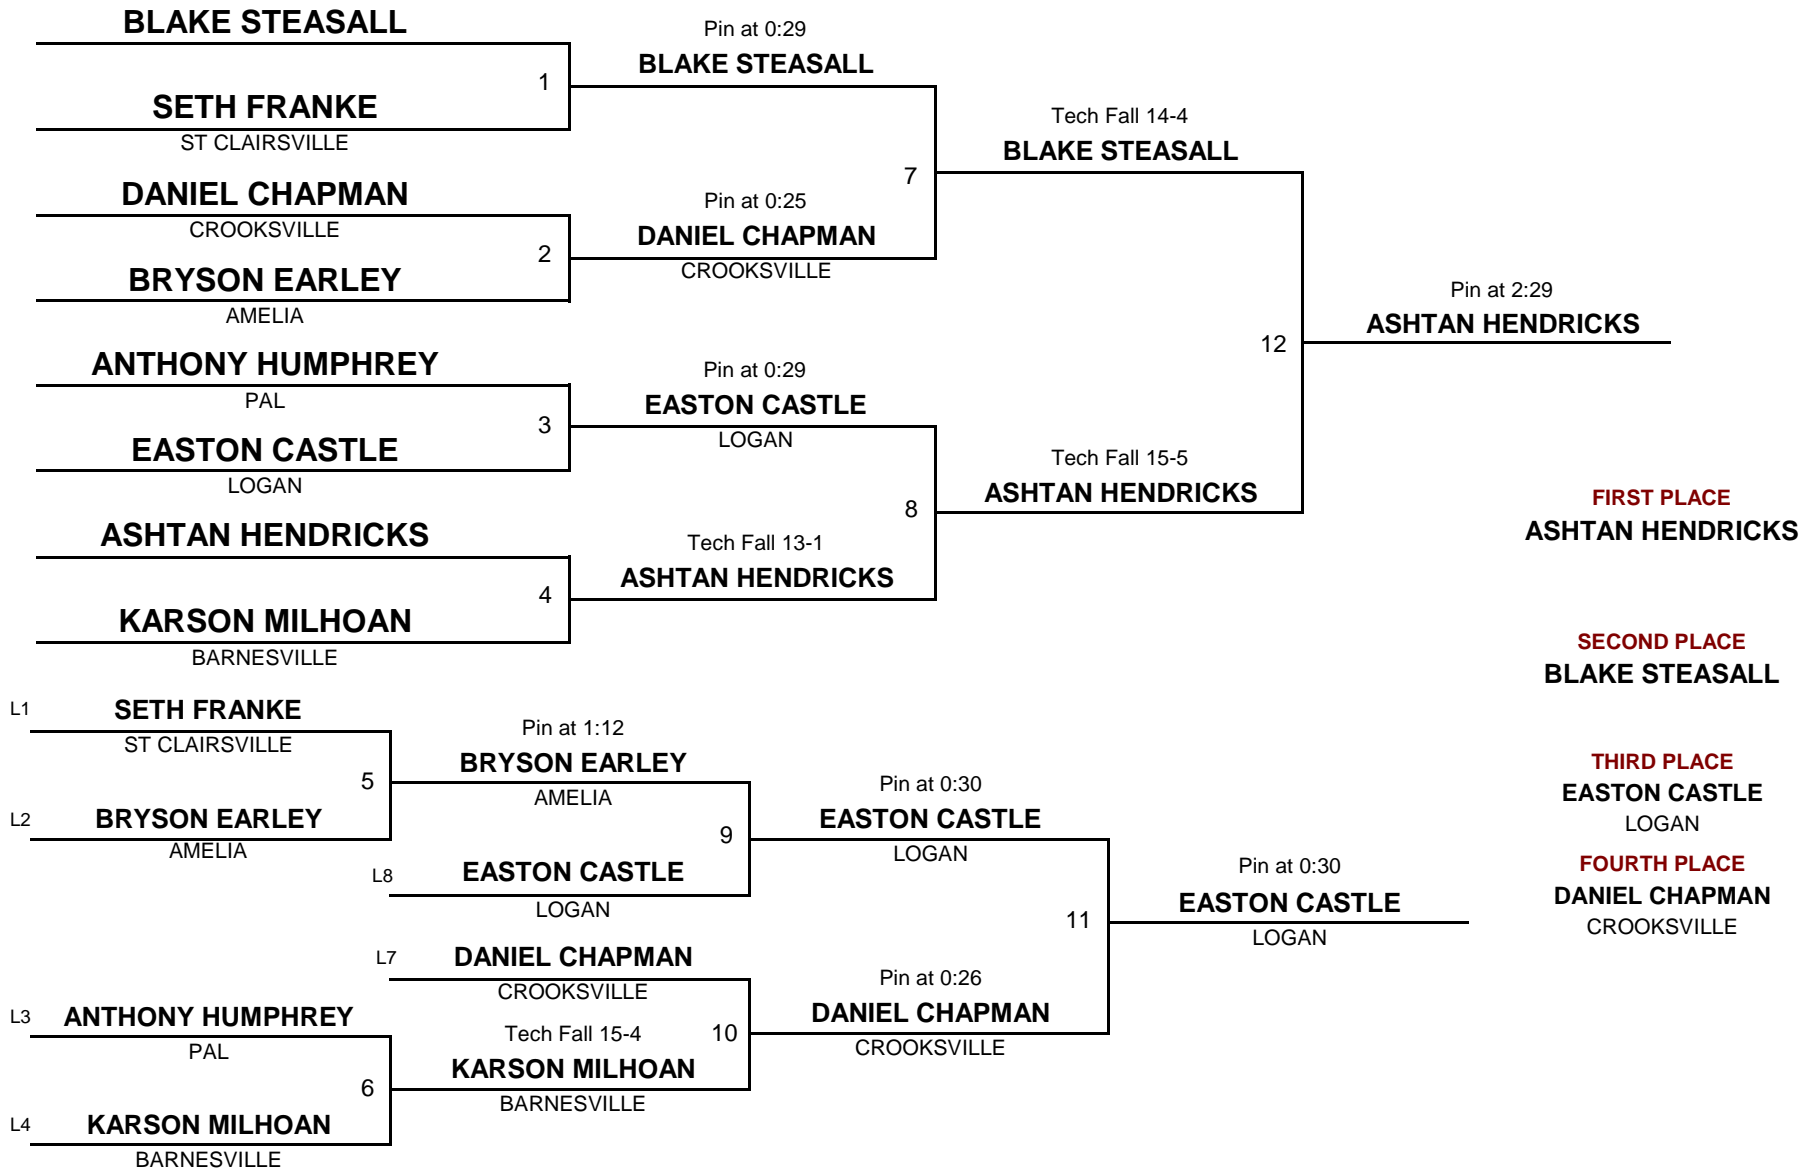 BLAKE STEASALL
1
SETH FRANKE
ST CLAIRSVILLE
DANIEL CHAPMAN
CROOKSVILLE
2
BRYSON EARLEY
AMELIA
ANTHONY HUMPHREY
PAL
3
EASTON CASTLE
LOGAN
ASHTAN HENDRICKS
4
KARSON MILHOAN
BARNESVILLE
Pin at 0:29
BLAKE STEASALL
7
Pin at 0:25
DANIEL CHAPMAN
CROOKSVILLE
Pin at 0:29
EASTON CASTLE
LOGAN
8
Tech Fall 13-1
ASHTAN HENDRICKS
Tech Fall 14-4
BLAKE STEASALL
12
Tech Fall 15-5
ASHTAN HENDRICKS
Pin at 2:29
ASHTAN HENDRICKS
FIRST PLACE
ASHTAN HENDRICKS
SECOND PLACE
BLAKE STEASALL
THIRD PLACE
EASTON CASTLE
LOGAN
FOURTH PLACE
DANIEL CHAPMAN
CROOKSVILLE
L1
SETH FRANKE
ST CLAIRSVILLE
5
L2
BRYSON EARLEY
AMELIA
L3
ANTHONY HUMPHREY
PAL
6
L4
KARSON MILHOAN
BARNESVILLE
Pin at 1:12
BRYSON EARLEY
AMELIA
9
L8
EASTON CASTLE
LOGAN
L7
DANIEL CHAPMAN
CROOKSVILLE
10
Tech Fall 15-4
KARSON MILHOAN
BARNESVILLE
Pin at 0:30
EASTON CASTLE
LOGAN
11
Pin at 0:26
DANIEL CHAPMAN
CROOKSVILLE
Pin at 0:30
EASTON CASTLE
LOGAN